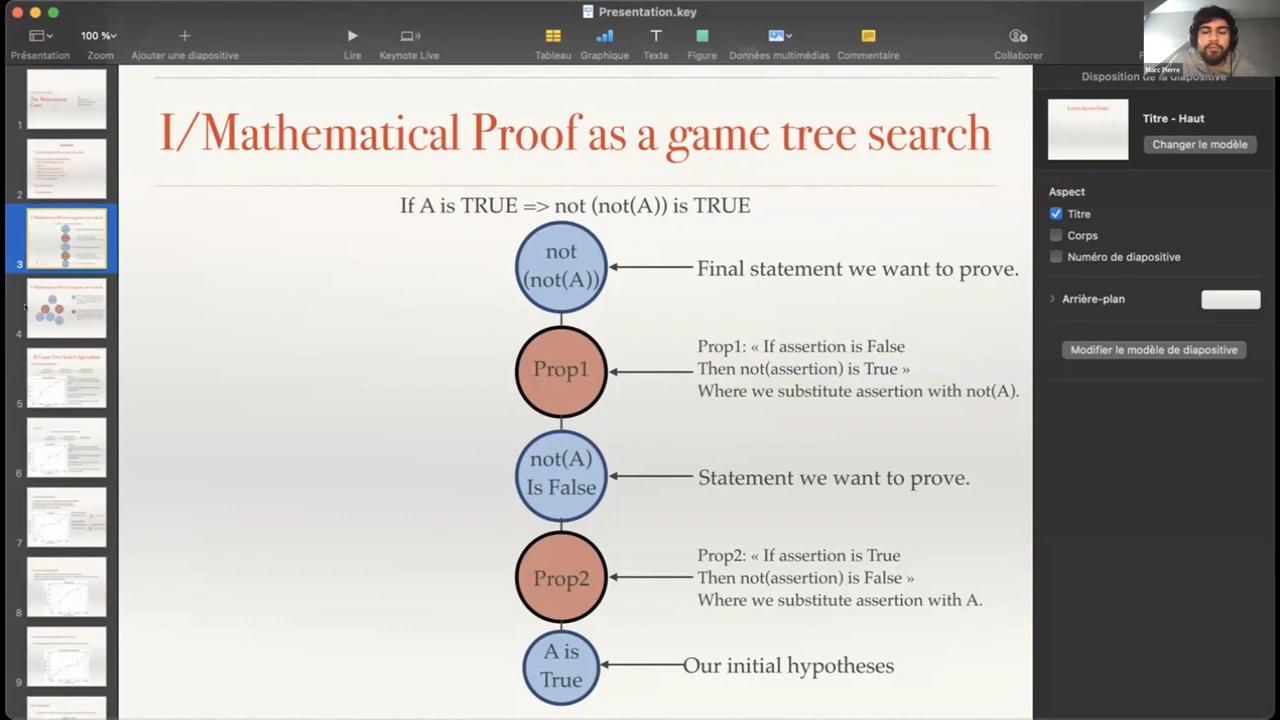 Presentation.key
100 %
Présentation
Zoom
Ajouter une diapositive
Lire
Keynote Live
Tableau
Graphique
Texte
Figure
Données multimédias
Commentaire
Collaborer
Marc Pierre
Disposition de la diapositive
Titre - Haut
Changer le modèle
Aspect
Titre
Corps
Numéro de diapositive
Arrière-plan
Modifier le modèle de diapositive
1
2
3
4
5
6
7
8
9
I/Mathematical Proof as a game tree search
If A is TRUE => not (not(A)) is TRUE
not
(not(A))
Final statement we want to prove.
Prop1
Prop1: « If assertion is False
Then not(assertion) is True »
Where we substitute assertion with not(A).
not(A)
Is False
Statement we want to prove.
Prop2
Prop2: « If assertion is True
Then not(assertion) is False »
Where we substitute assertion with A.
A is
True
Our initial hypotheses